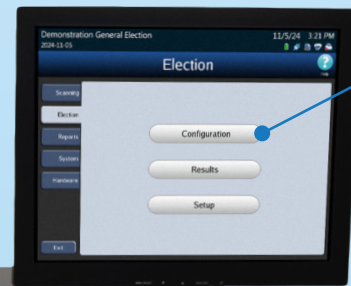 Demonstration General Election
2024-11-05
11/5/24 3:21 PM
Election
Help
Scanning
Election
Reports
System
Hardware
Configuration
Results
Setup
Exit